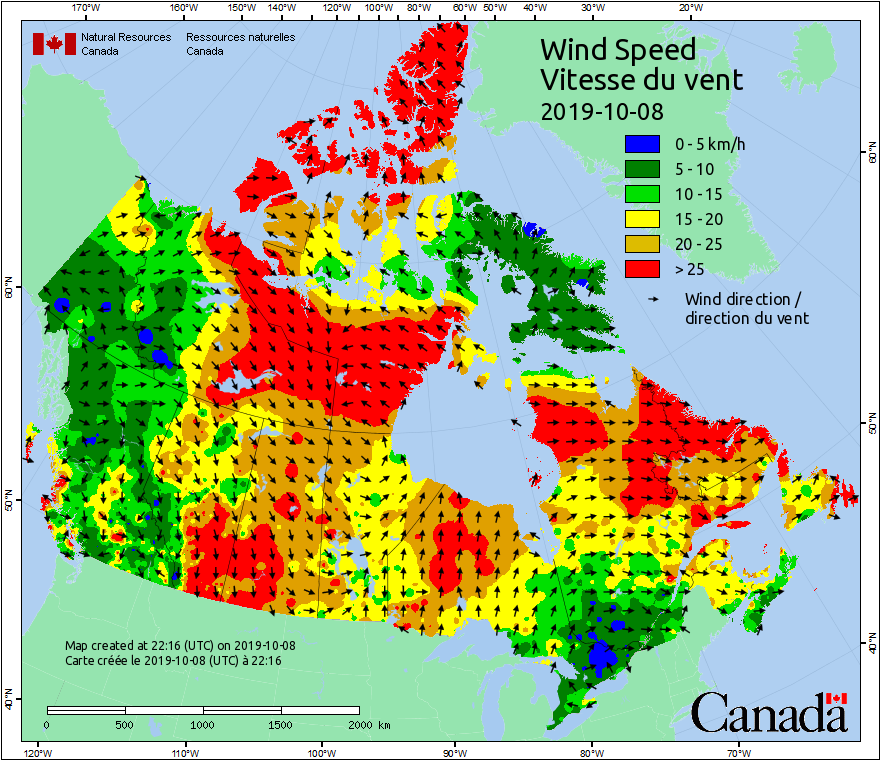 170°W 160°W 150°W 140°W 130°W 120°W 110°W 100°W 80°W 60°W 50°W 40°W 30°W 20°W
Natural Resources Ressources naturelles
Canada Canada
Wind Speed
Vitesse du vent
2019-10-08
0 - 5 km/h
5 - 10
10 - 15
15 - 20
20 - 25
> 25
Wind direction /
direction du vent
60°N
60°N
50°N
50°N
40°N
40°N
Map created at 22:16 (UTC) on 2019-10-08
Carte créée le 2019-10-08 (UTC) à 22:16
0 500 1000 1500 2000 km
Canada
120°W 110°W 100°W 90°W 80°W 70°W